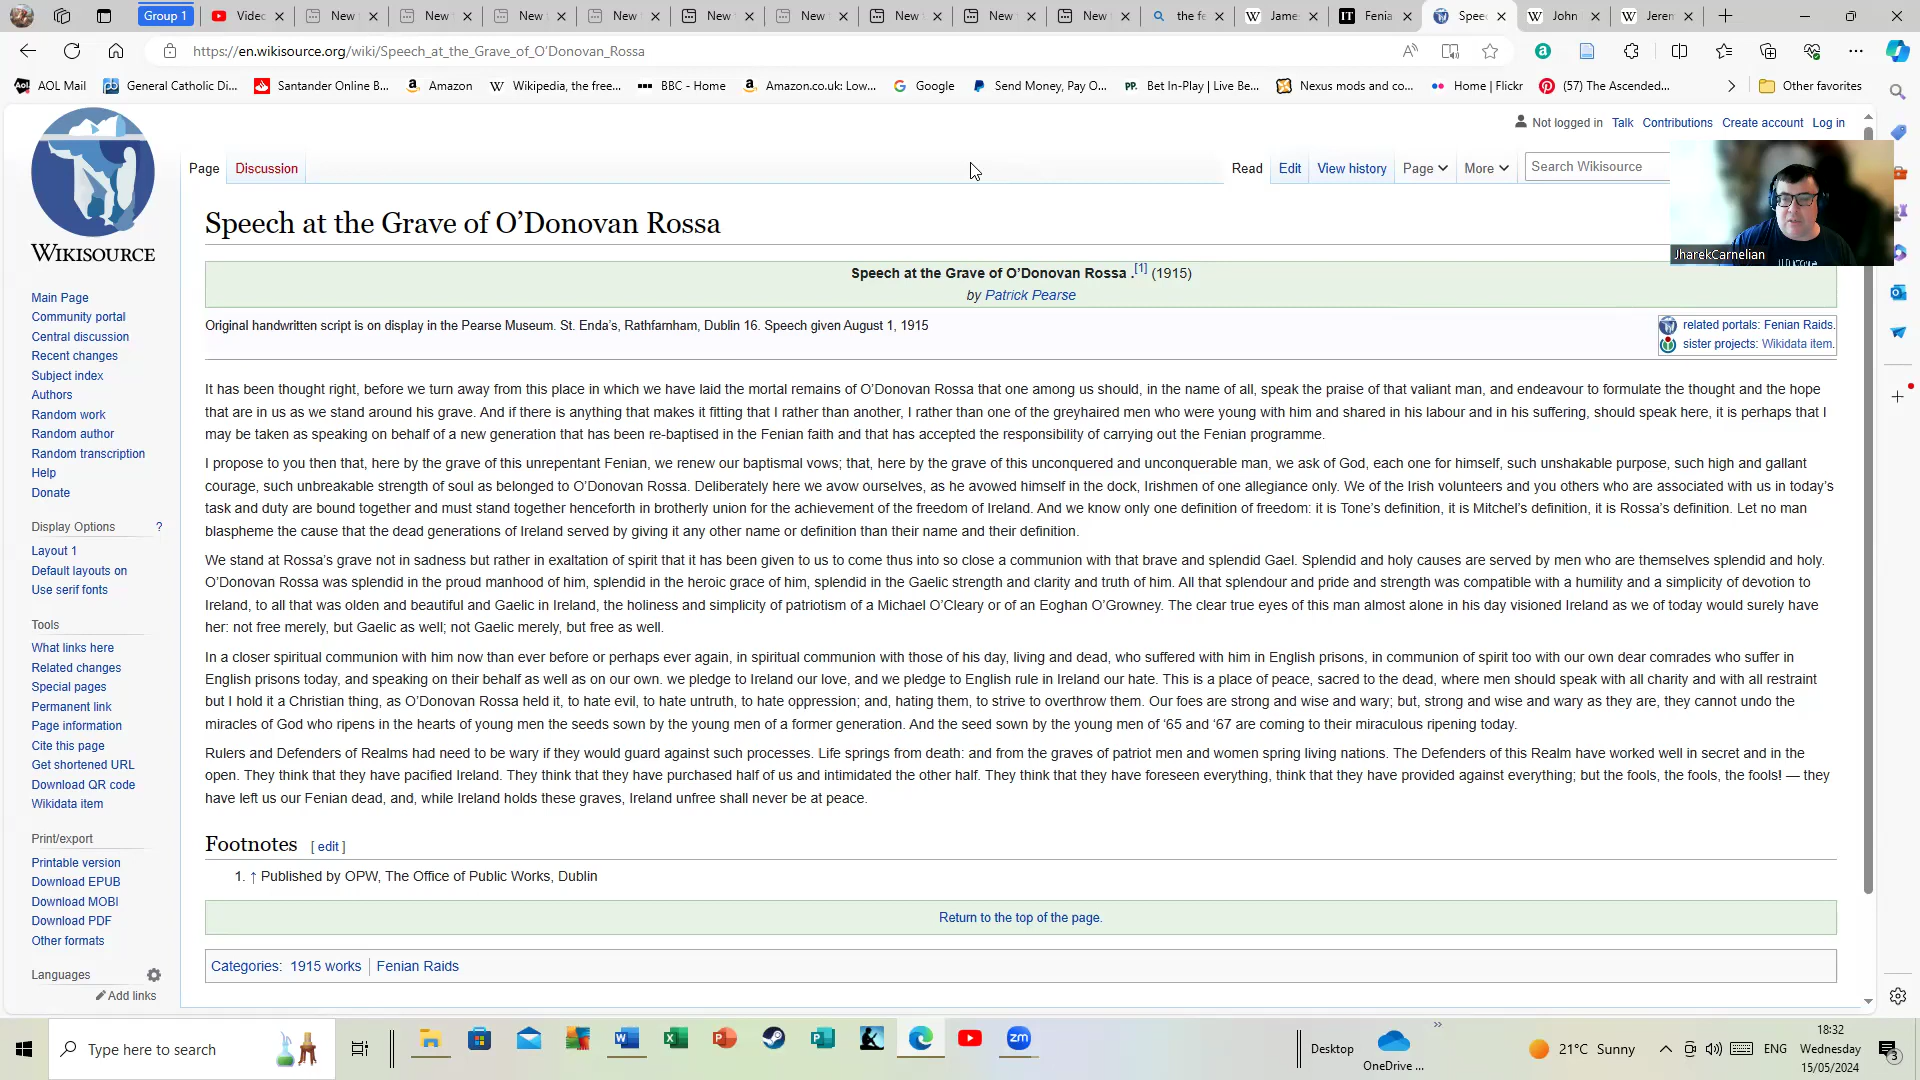 Group 1
Videc
New
New
New
New
New
New
New
New
New
the fe
Jame
Fenia
Speec
John
Jerem
https://en.wikisource.org/wiki/Speech_at_the_Grave_of_O'Donovan_Rossa
AOL Mail
General Catholic Di...
Santander Online B...
Amazon
Wikipedia, the free...
BBC - Home
Amazon.co.uk: Low...
Google
Send Money, Pay O...
Bet In-Play | Live Be...
Nexus mods and co...
Home | Flickr
(57) The Ascended...
Other favorites
Not logged in Talk Contributions Create account Log in
Page Discussion
Read Edit View history Page More
Search Wikisource
WIKISOURCE
JharekCarnelian
Main Page
Community portal
Central discussion
Recent changes
Subject index
Authors
Random work
Random author
Random transcription
Help
Donate
Display Options ?
Layout 1
Default layouts on
Use serif fonts
Tools
What links here
Related changes
Special pages
Permanent link
Page information
Cite this page
Get shortened URL
Download QR code
Wikidata item
Print/export
Printable version
Download EPUB
Download MOBI
Download PDF
Other formats
Languages
Add links
Speech at the Grave of O’Donovan Rossa
Speech at the Grave of O’Donovan Rossa .[1] (1915)
by Patrick Pearse
Original handwritten script is on display in the Pearse Museum. St. Enda’s, Rathfarnham, Dublin 16. Speech given August 1, 1915
related portals: Fenian Raids.
sister projects: Wikidata item.
It has been thought right, before we turn away from this place in which we have laid the mortal remains of O’Donovan Rossa that one among us should, in the name of all, speak the praise of that valiant man, and endeavour to formulate the thought and the hope
that are in us as we stand around his grave. And if there is anything that makes it fitting that I rather than another, I rather than one of the greyhaired men who were young with him and shared in his labour and in his suffering, should speak here, it is perhaps that I
may be taken as speaking on behalf of a new generation that has been re-baptised in the Fenian faith and that has accepted the responsibility of carrying out the Fenian programme.
I propose to you then that, here by the grave of this unrepentant Fenian, we renew our baptismal vows; that, here by the grave of this unconquered and unconquerable man, we ask of God, each one for himself, such unshakable purpose, such high and gallant
courage, such unbreakable strength of soul as belonged to O’Donovan Rossa. Deliberately here we avow ourselves, as he avowed himself in the dock, Irishmen of one allegiance only. We of the Irish volunteers and you others who are associated with us in today’s
task and duty are bound together and must stand together henceforth in brotherly union for the achievement of the freedom of Ireland. And we know only one definition of freedom: it is Tone’s definition, it is Mitchel’s definition, it is Rossa’s definition. Let no man
blaspheme the cause that the dead generations of Ireland served by giving it any other name or definition than their name and their definition.
We stand at Rossa’s grave not in sadness but rather in exaltation of spirit that it has been given to us to come thus into so close a communion with that brave and splendid Gael. Splendid and holy causes are served by men who are themselves splendid and holy.
O’Donovan Rossa was splendid in the proud manhood of him, splendid in the heroic grace of him, splendid in the Gaelic strength and clarity and truth of him. All that splendour and pride and strength was compatible with a humility and a simplicity of devotion to
Ireland, to all that was olden and beautiful and Gaelic in Ireland, the holiness and simplicity of patriotism of a Michael O’Cleary or of an Eoghan O’Growney. The clear true eyes of this man almost alone in his day visioned Ireland as we of today would surely have
her: not free merely, but Gaelic as well; not Gaelic merely, but free as well.
In a closer spiritual communion with him now than ever before or perhaps ever again, in spiritual communion with those of his day, living and dead, who suffered with him in English prisons, in communion of spirit too with our own dear comrades who suffer in
English prisons today, and speaking on their behalf as well as on our own. we pledge to Ireland our love, and we pledge to English rule in Ireland our hate. This is a place of peace, sacred to the dead, where men should speak with all charity and with all restraint
but I hold it a Christian thing, as O’Donovan Rossa held it, to hate evil, to hate untruth, to hate oppression; and, hating them, to strive to overthrow them. Our foes are strong and wise and wary; but, strong and wise and wary as they are, they cannot undo the
miracles of God who ripens in the hearts of young men the seeds sown by the young men of a former generation. And the seed sown by the young men of ‘65 and ‘67 are coming to their miraculous ripening today.
Rulers and Defenders of Realms had need to be wary if they would guard against such processes. Life springs from death: and from the graves of patriot men and women spring living nations. The Defenders of this Realm have worked well in secret and in the
open. They think that they have pacified Ireland. They think that they have purchased half of us and intimidated the other half. They think that they have foreseen everything, think that they have provided against everything; but the fools, the fools, the fools! — they
have left us our Fenian dead, and, while Ireland holds these graves, Ireland unfree shall never be at peace.
Footnotes [ edit ]
1. ↑ Published by OPW, The Office of Public Works, Dublin
Return to the top of the page.
Categories: 1915 works | Fenian Raids
Type here to search
Desktop
OneDrive ...
21°C Sunny
ENG
18:32
Wednesday
15/05/2024
3